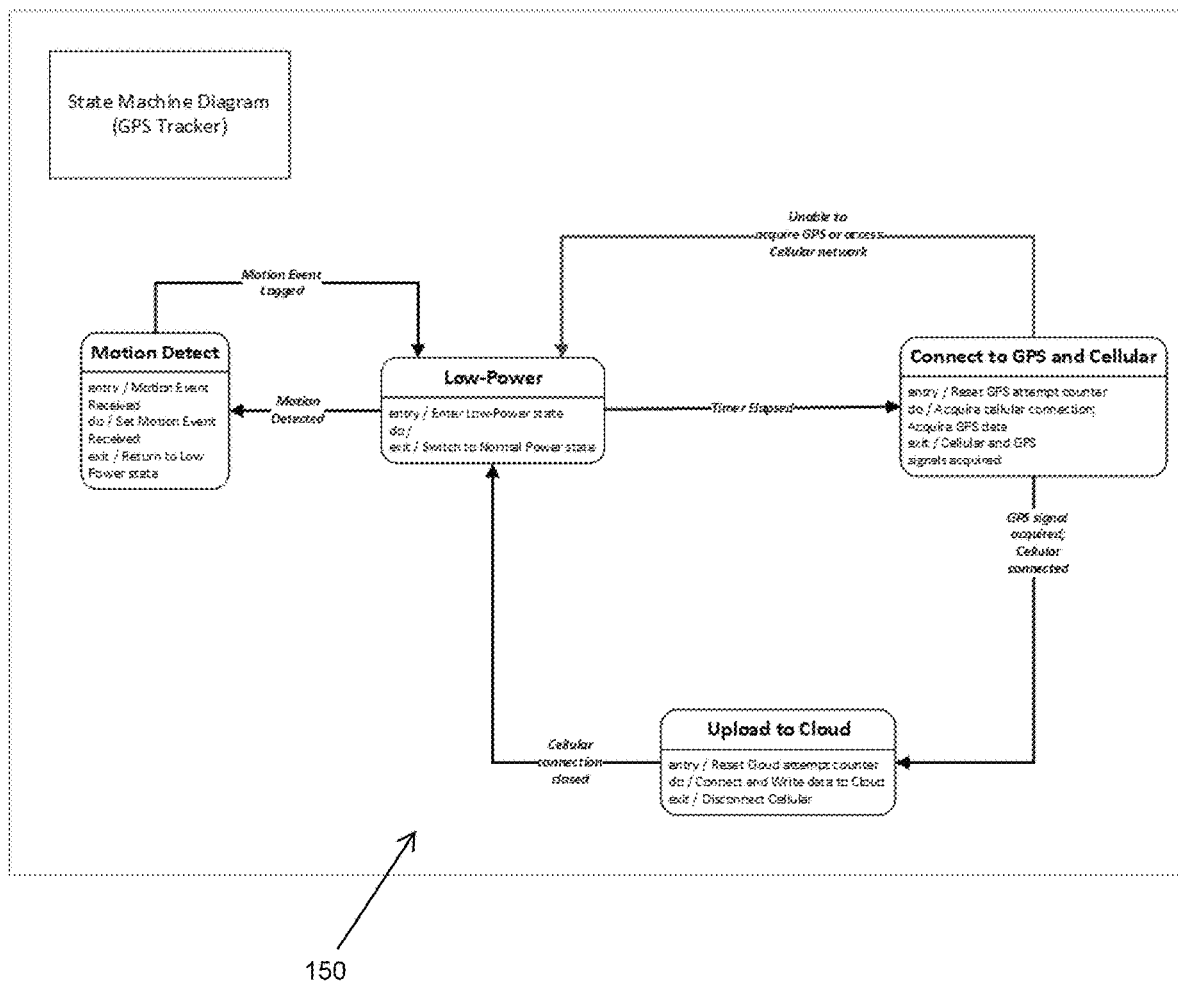 State Machine Diagram
(GPS Tracker)
Unable to
acquire GPS or access
Cellular network
Motion Event
Logged
Motion Detect
entry / Motion Event
Received
do / Set Motion Event
Received
exit / Return to Low
Power state
Motion
Detected
Low-Power
entry / Enter Low-Power state
do /
exit / Switch to Normal Power state
Timer Elapsed
Connect to GPS and Cellular
entry / Reset GPS attempt counter
do / Acquire cellular connection;
Acquire GPS data
exit / Cellular and GPS
signals acquired
GPS signal
acquired;
Cellular
connected
Cellular
connection
closed
Upload to Cloud
entry / Reset Cloud attempt counter
do / Connect and Write data to Cloud
exit / Disconnect Cellular
150